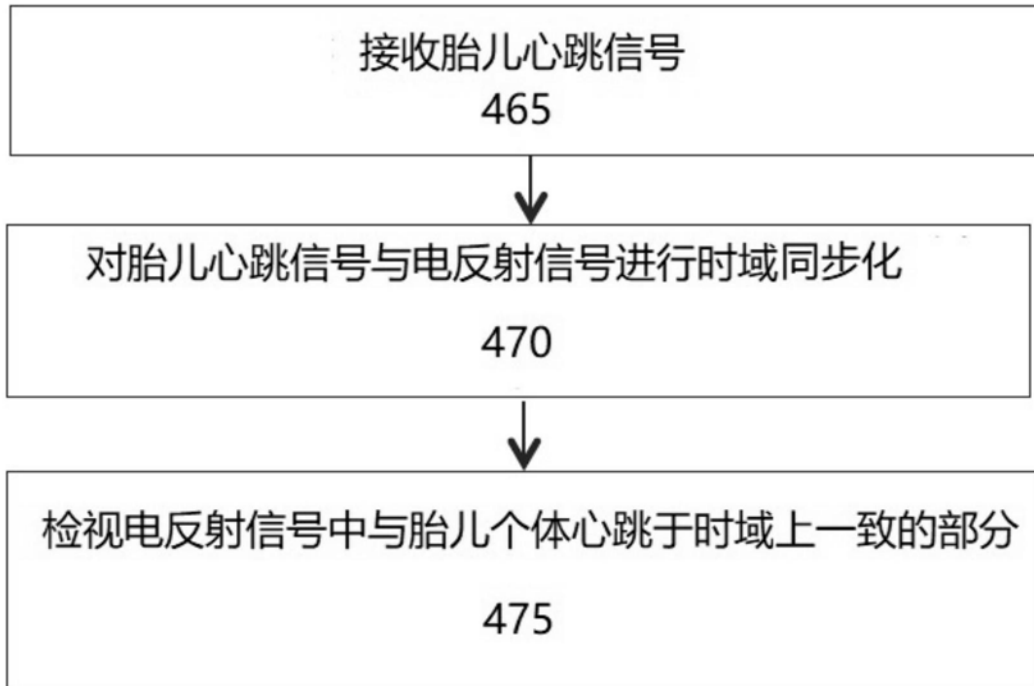 接收胎儿心跳信号
465
对胎儿心跳信号与电反射信号进行时域同步化
470
检视电反射信号中与胎儿个体心跳于时域上一致的部分
475